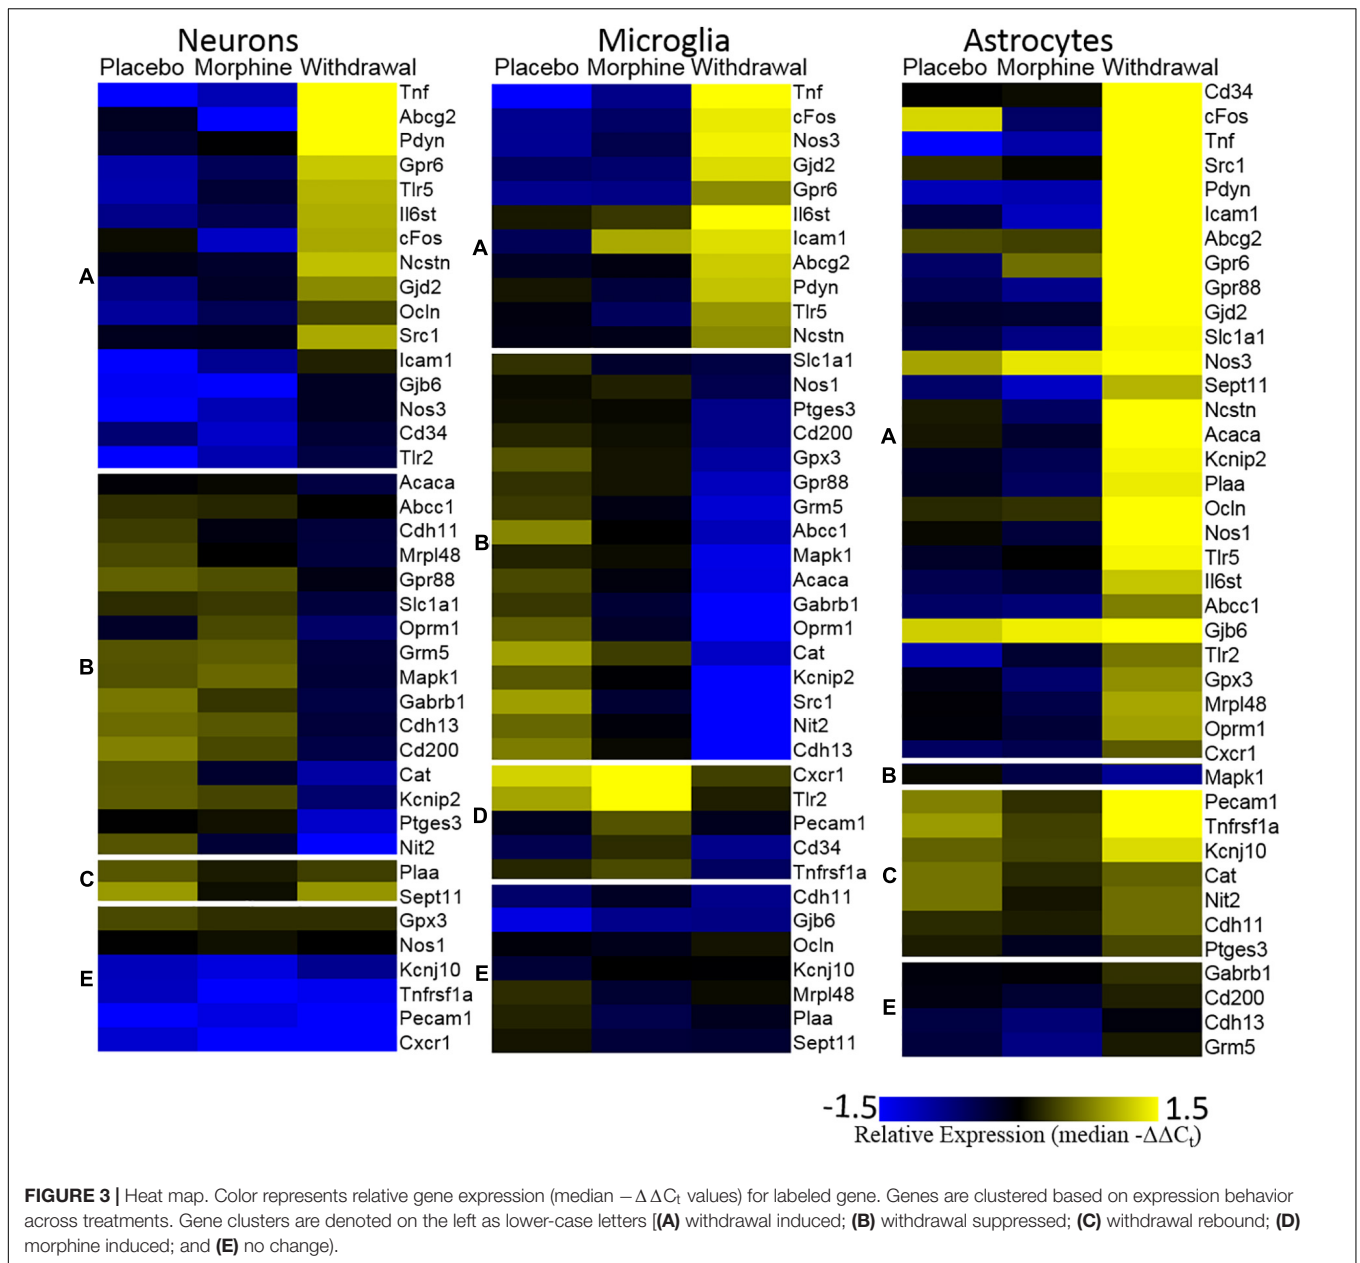 Neurons
Placebo Morphine Withdrawal
Tnf
Abcg2
Pdyn
Gpr6
Tlr5
Il6st
cFos
Ncstn
Gjd2
Ocln
Src1
Icam1
Gjb6
Nos3
Cd34
Tlr2
A
Acaca
Abcc1
Cdh11
Mrpl48
Gpr88
Slc1a1
Oprm1
Grm5
Mapk1
Gabrb1
Cdh13
Cd200
Cat
Kcnip2
Ptges3
Nit2
B
Plaa
Sept11
C
Gpx3
Nos1
Kcnj10
Tnfrsf1a
Pecam1
Cxcr1
E
Microglia
Placebo Morphine Withdrawal
Tnf
cFos
Nos3
Gjd2
Gpr6
Il6st
Icam1
Abcg2
Pdyn
Tlr5
Ncstn
A
Slc1a1
Nos1
Ptges3
Cd200
Gpx3
Gpr88
Grm5
Abcc1
Mapk1
Acaca
Gabrb1
Oprm1
Cat
Kcnip2
Src1
Nit2
Cdh13
B
Cxcr1
Tlr2
Pecam1
Cd34
Tnfrsf1a
D
Cdh11
Gjb6
Ocln
Kcnj10
Mrpl48
Plaa
Sept11
E
Astrocytes
Placebo Morphine Withdrawal
Cd34
cFos
Tnf
Src1
Pdyn
Icam1
Abcg2
Gpr6
Gpr88
Gjd2
Slc1a1
Nos3
Sept11
Ncstn
Acaca
Kcnip2
Plaa
Ocln
Nos1
Tlr5
Il6st
Abcc1
Gjb6
Tlr2
Gpx3
Mrpl48
Oprm1
Cxcr1
A
Mapk1
B
Pecam1
Tnfrsf1a
Kcnj10
Cat
Nit2
Cdh11
Ptges3
C
Gabrb1
Cd200
Cdh13
Grm5
E
-1.5 1.5
Relative Expression (median -ΔΔCt)
FIGURE 3 | Heat map. Color represents relative gene expression (median −Δ ΔCt values) for labeled gene. Genes are clustered based on expression behavior
across treatments. Gene clusters are denoted on the left as lower-case letters [(A) withdrawal induced; (B) withdrawal suppressed; (C) withdrawal rebound; (D)
morphine induced; and (E) no change).